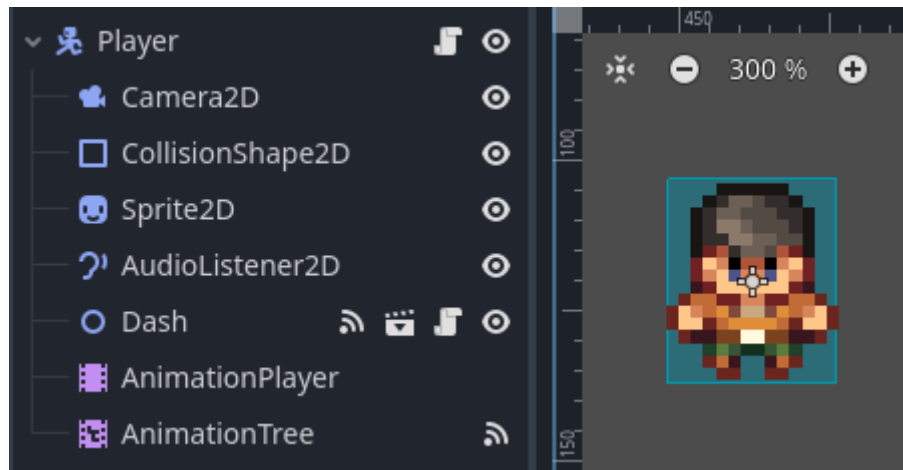 Player
Camera2D
CollisionShape2D
Sprite2D
AudioListener2D
Dash
AnimationPlayer
AnimationTree
450
300 %
100
150